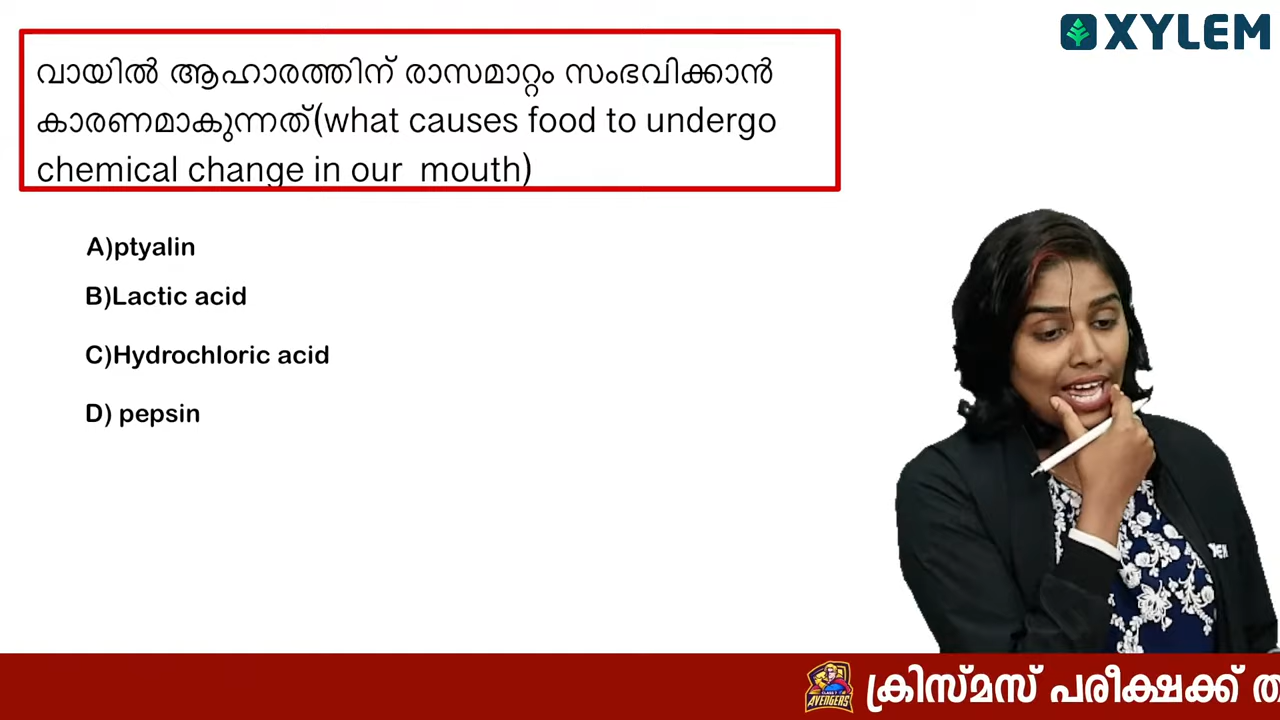 XYLEM
വായിൽ ആഹാരത്തിന് രാസമാറ്റം സംഭവിക്കാൻ
കാരണമാകുന്നത്(what causes food to undergo
chemical change in our mouth)
A)ptyalin
B)Lactic acid
C)Hydrochloric acid
D) pepsin
AVENGERS
ക്രിസ്മസ് പരീക്ഷക്ക്